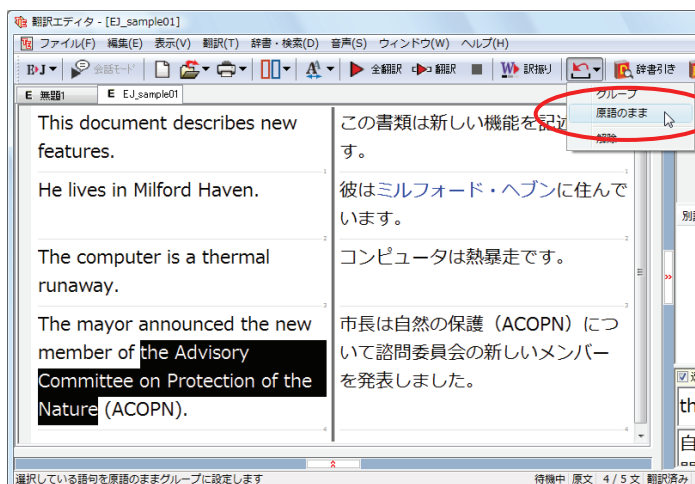 翻訳エディタ - [EJ_sample01]
ファイル(F) 編集(E) 表示(V) 翻訳(T) 辞書・検索(D) 音声(S) ウィンドウ(W) ヘルプ(H)
E▸J 会話モード 全翻訳 翻訳 訳振り 辞書引き
E 無題1 E EJ_sample01
グループ
原語のまま
解除
This document describes new
features.
この書類は新しい機能を記述
す。
1 1
He lives in Milford Haven.
彼はミルフォード・ヘブンに住んで
います。
2 2
The computer is a thermal
runaway.
コンピュータは熱暴走です。
3 3
The mayor announced the new
member of the Advisory
Committee on Protection of the
Nature (ACOPN).
市長は自然の保護（ACOPN）につ
いて諮問委員会の新しいメンバー
を発表しました。
4 4
th
選択している語句を原語のままグループに設定します 待機中 原文 4 / 5 文 翻訳済み